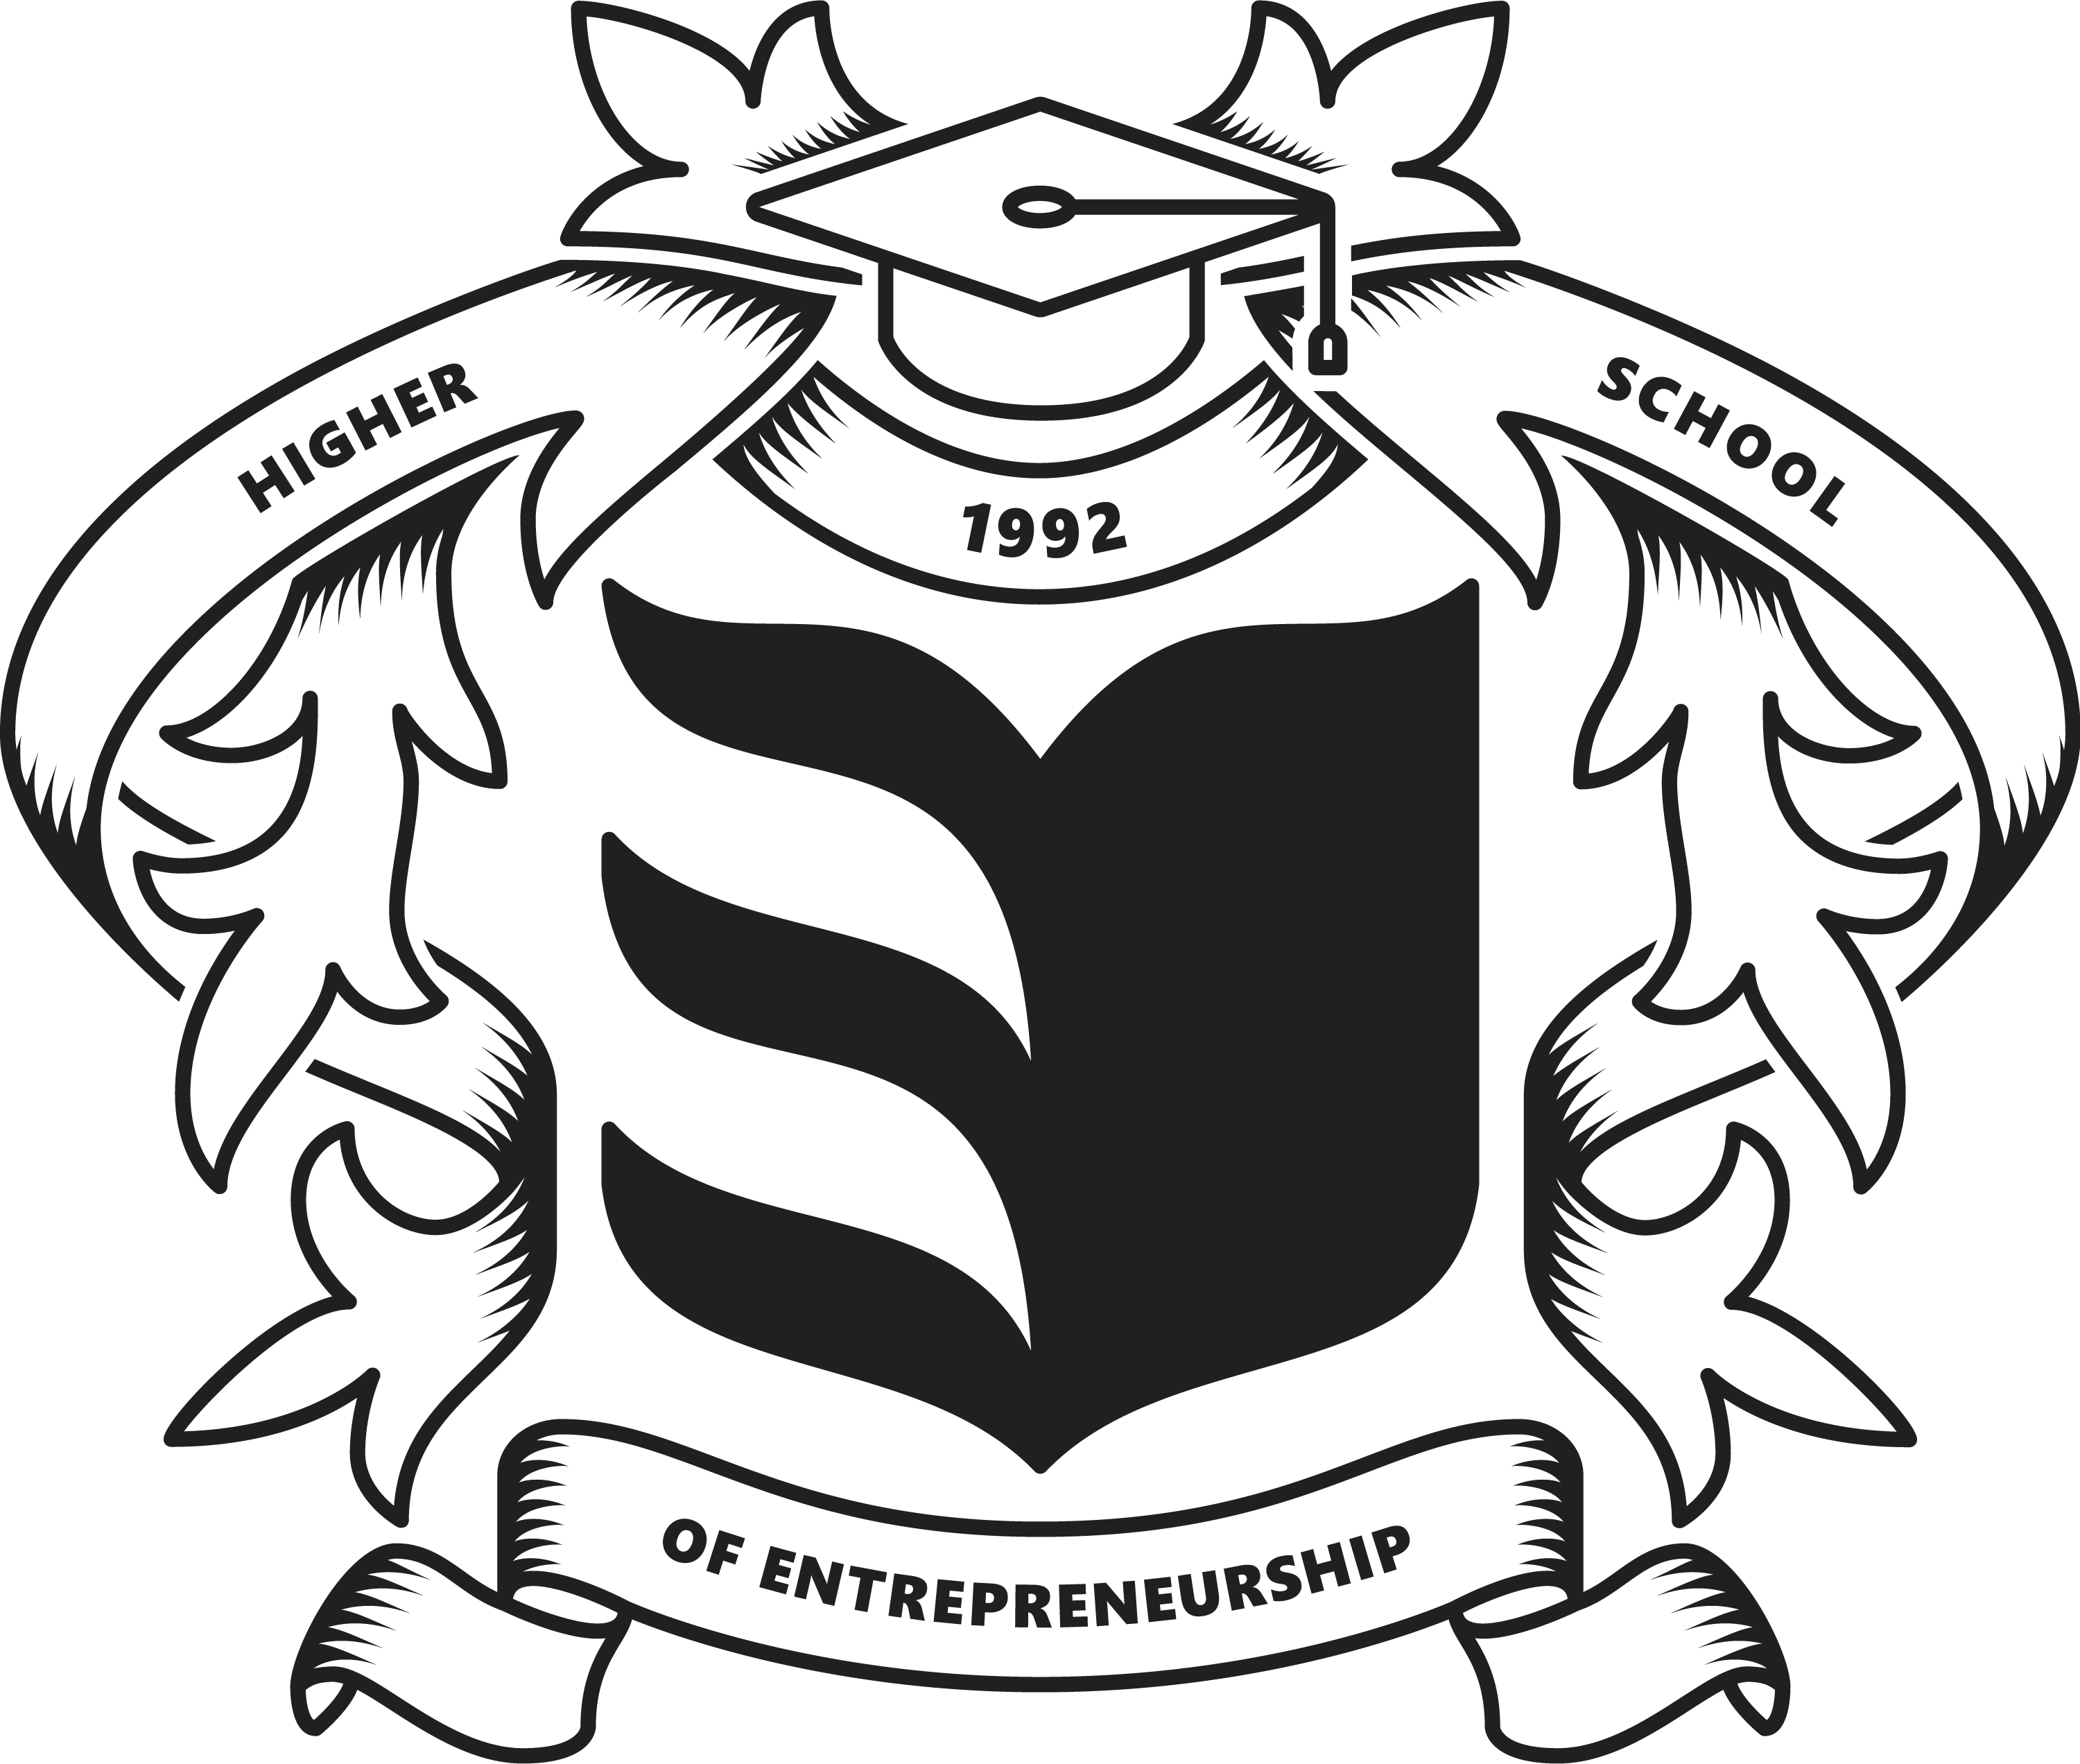 HIGHER
SCHOOL
1992
OF ENTREPRENEURSHIP